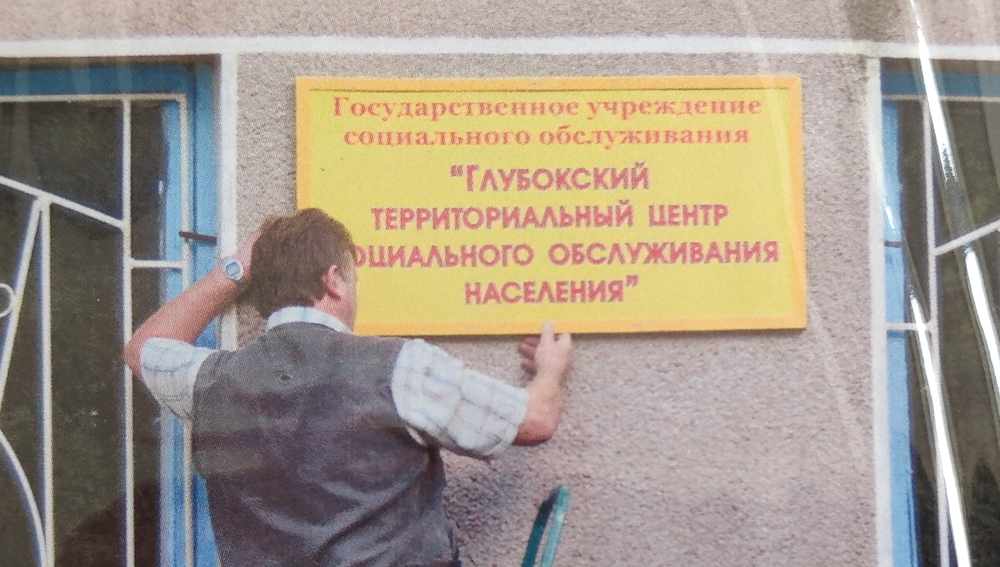 Государственное учреждение
социального обслуживания
“Глубокский
территориальный центр
оциального обслуживания
населения”